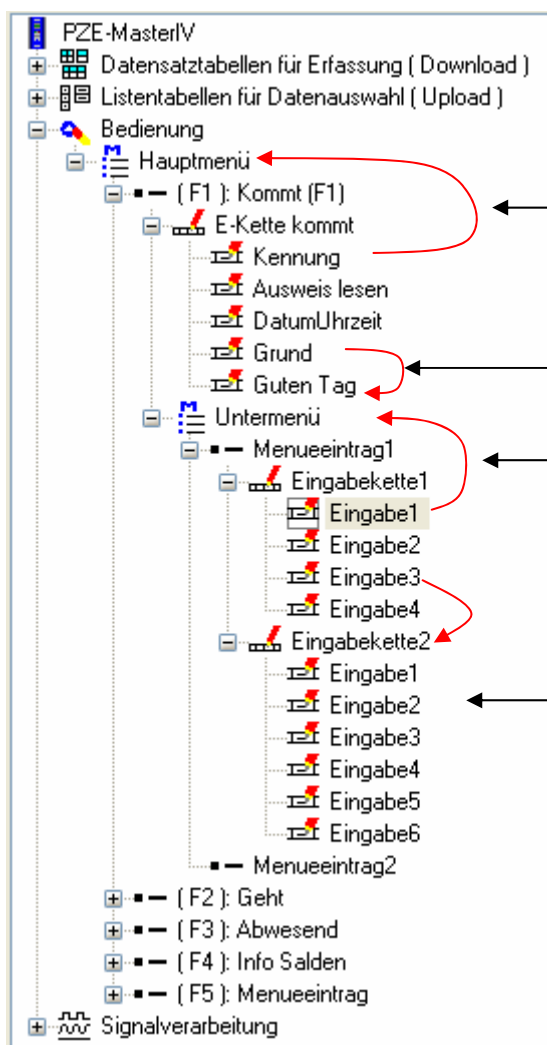 PZE-MasterIV
Datensatztabellen für Erfassung ( Download )
Listentabellen für Datenauswahl ( Upload )
Bedienung
Hauptmenü
( F1 ): Kommt (F1)
E-Kette kommt
Kennung
Ausweis lesen
DatumUhrzeit
Grund
Guten Tag
Untermenü
Menueeintrag1
Eingabekette1
Eingabe1
Eingabe2
Eingabe3
Eingabe4
Eingabekette2
Eingabe1
Eingabe2
Eingabe3
Eingabe4
Eingabe5
Eingabe6
Menueeintrag2
( F2 ): Geht
( F3 ): Abwesend
( F4 ): Info Salden
( F5 ): Menueeintrag
Signalverarbeitung